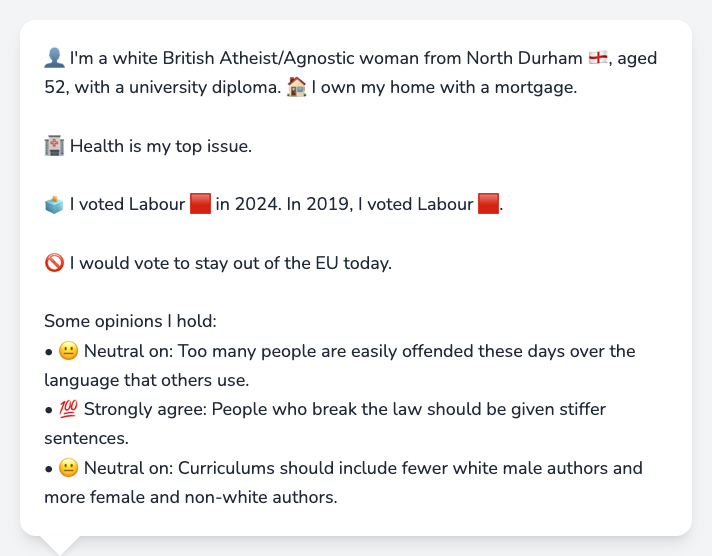 👤 I'm a white British Atheist/Agnostic woman from North Durham 🏴󠁧󠁢󠁥󠁮󠁧󠁿, aged
52, with a university diploma. 🏠 I own my home with a mortgage.
🏥 Health is my top issue.
🗳️ I voted Labour 🟥 in 2024. In 2019, I voted Labour 🟥.
🚫 I would vote to stay out of the EU today.
Some opinions I hold:
• 😐 Neutral on: Too many people are easily offended these days over the
language that others use.
• 💯 Strongly agree: People who break the law should be given stiffer
sentences.
• 😐 Neutral on: Curriculums should include fewer white male authors and
more female and non-white authors.